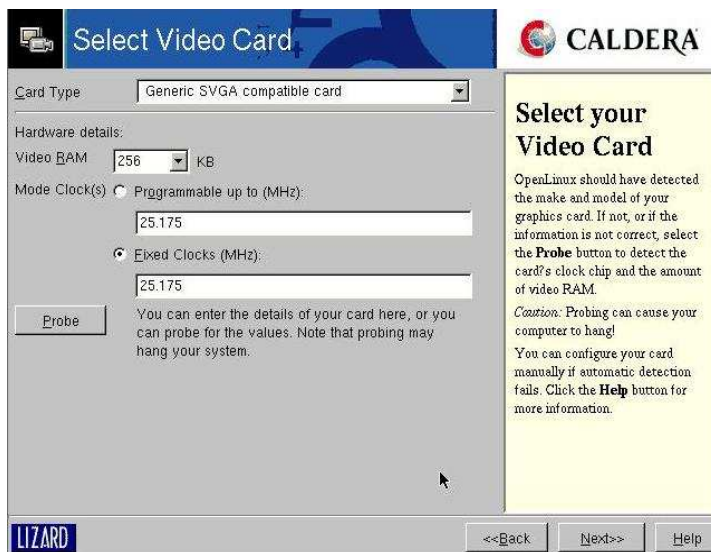 Select Video Card
CALDERA
Card Type
Generic SVGA compatible card
Hardware details:
Video RAM
256
KB
Mode Clock(s)
Programmable up to (MHz):
25.175
Fixed Clocks (MHz):
25.175
Probe
You can enter the details of your card here, or you
can probe for the values. Note that probing may
hang your system.
Select your
Video Card
OpenLinux should have detected
the make and model of your
graphics card. If not, or if the
information is not correct, select
the Probe button to detect the
card?s clock chip and the amount
of video RAM.
Caution: Probing can cause your
computer to hang!
You can configure your card
manually if automatic detection
fails. Click the Help button for
more information.
LIZARD
<<Back
Next>>
Help